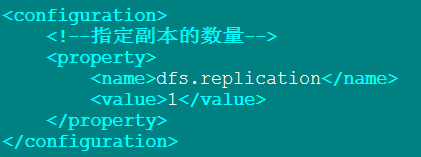 <configuration>
<!--指定副本的数量-->
<property>
<name>dfs.replication</name>
<value>1</value>
</property>
</configuration>